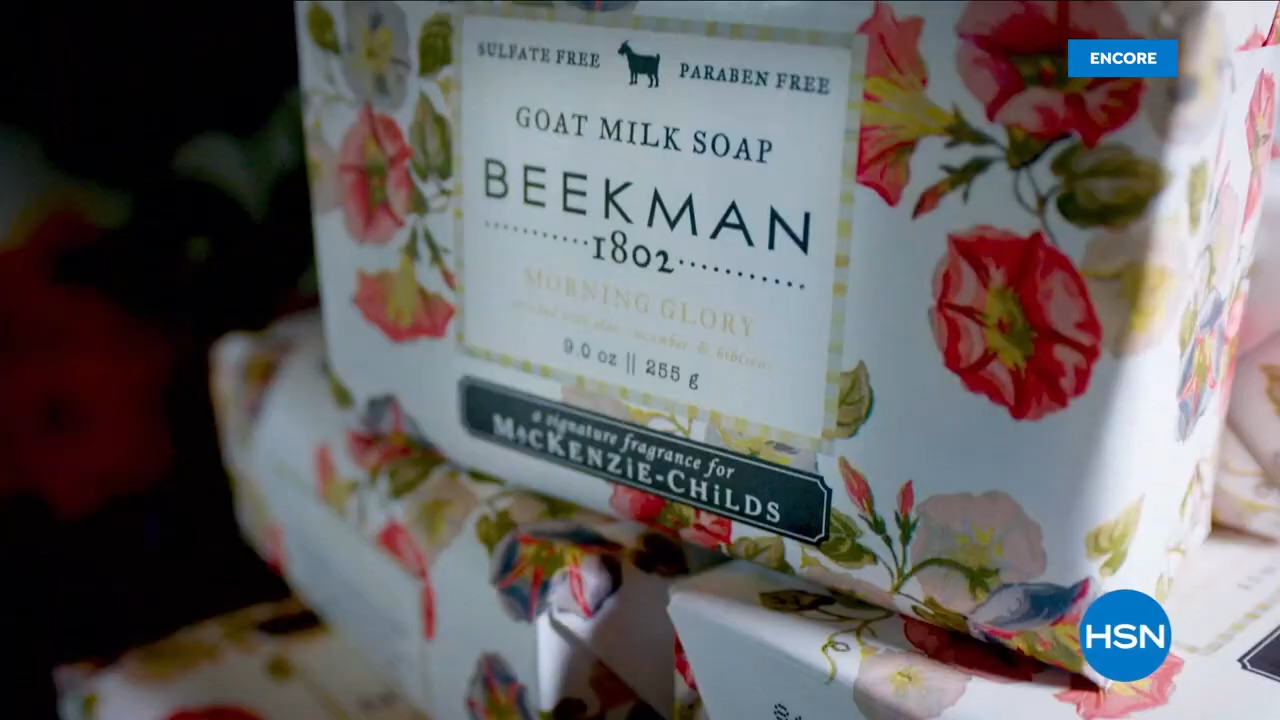 ENCORE
SULFATE FREE PARABEN FREE
GOAT MILK SOAP
BEEKMAN
1802
MORNING GLORY
9.0 oz || 255 g
a signature fragrance for
MACKENZIE-CHiLDS
HSN